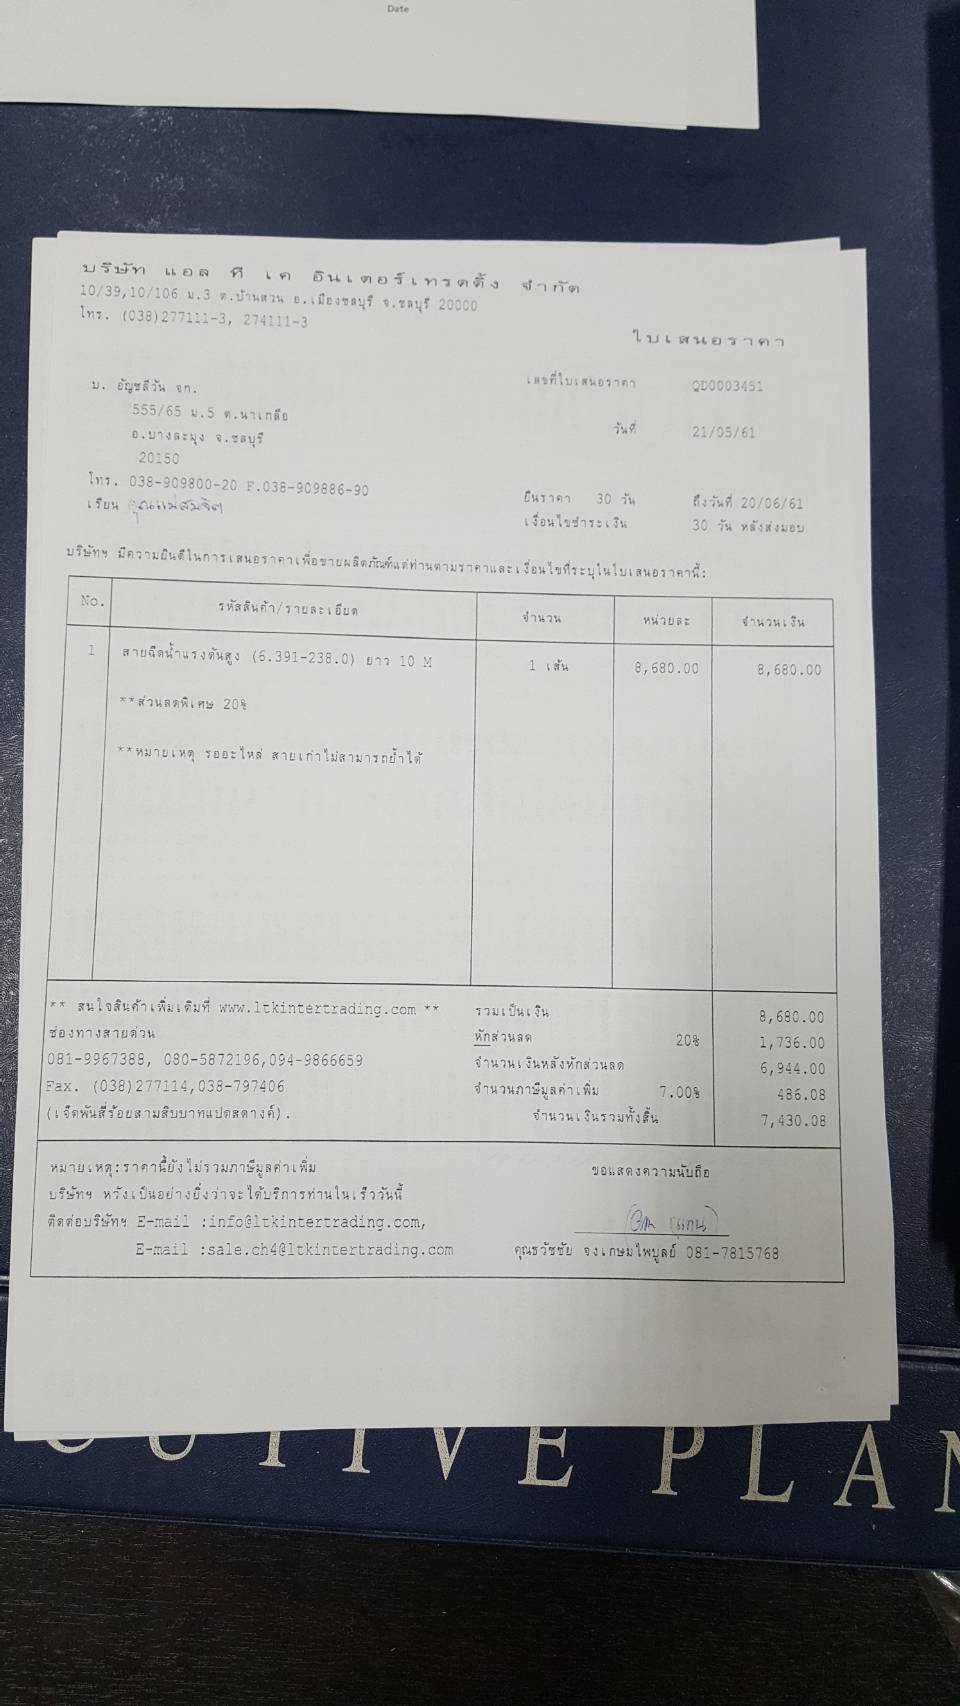 Date
บริษัท แอล ที เค อินเตอร์เทรดดิ้ง จำกัด
10/39,10/106 ม.3 ต.บ้านสวน อ.เมืองชลบุรี จ.ชลบุรี 20000
โทร. (038)277111-3, 274111-3
ใบเสนอราคา
บ. อัญชลีวัน จก. เลขที่ใบเสนอราคา QD0003451
555/65 ม.5 ต.นาเกลือ
อ.บางละมุง จ.ชลบุรี วันที่ 21/05/61
20150
โทร. 038-909800-20 F.038-909886-90 ยืนราคา 30 วัน ถึงวันที่ 20/06/61
เรียน คุณแม่สมจิต เงื่อนไขชำระเงิน 30 วัน หลังส่งมอบ
บริษัทฯ มีความยินดีในการเสนอราคาเพื่อขายผลิตภัณฑ์แด่ท่านตามราคาและเงื่อนไขที่ระบุในใบเสนอราคานี้:
No. รหัสสินค้า/รายละเอียด จำนวน หน่วยละ จำนวนเงิน
1 สายฉีดน้ำแรงดันสูง (6.391-238.0) ยาว 10 M 1 เส้น 8,680.00 8,680.00
**ส่วนลดพิเศษ 20%
**หมายเหตุ รออะไหล่ สายเก่าไม่สามารถย้ำได้
** สนใจสินค้าเพิ่มเติมที่ www.ltkintertrading.com ** รวมเป็นเงิน 8,680.00
ช่องทางสายด่วน หักส่วนลด 20% 1,736.00
081-9967388, 080-5872196,094-9866659 จำนวนเงินหลังหักส่วนลด 6,944.00
Fax. (038)277114,038-797406 จำนวนภาษีมูลค่าเพิ่ม 7.00% 486.08
(เจ็ดพันสี่ร้อยสามสิบบาทแปดสตางค์). จำนวนเงินรวมทั้งสิ้น 7,430.08
หมายเหตุ:ราคานี้ยังไม่รวมภาษีมูลค่าเพิ่ม ขอแสดงความนับถือ
บริษัทฯ หวังเป็นอย่างยิ่งว่าจะได้บริการท่านในเร็ววันนี้
ติดต่อบริษัทฯ E-mail :info@ltkintertrading.com,
E-mail :sale.ch4@ltkintertrading.com คุณธวัชชัย จงเกษมไพบูลย์ 081-7815768
CUTIVE PLAN